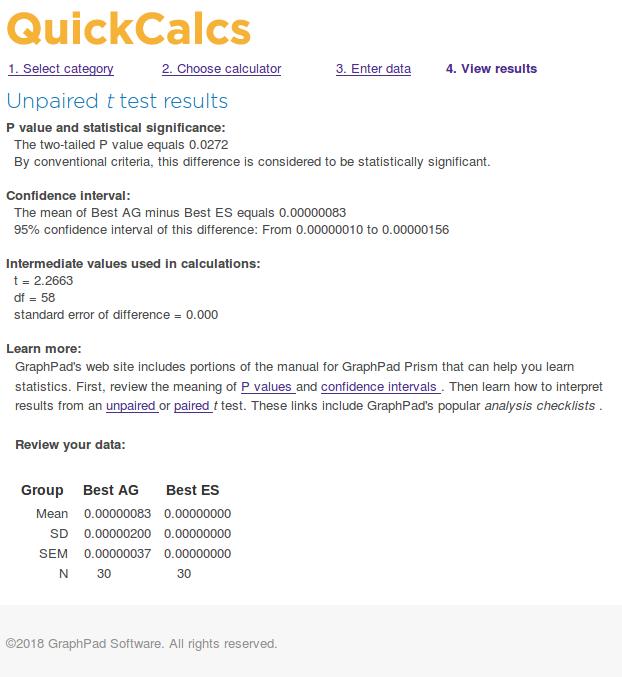 QuickCalcs
1. Select category 2. Choose calculator 3. Enter data 4. View results
Unpaired t test results
P value and statistical significance:
The two-tailed P value equals 0.0272
By conventional criteria, this difference is considered to be statistically significant.
Confidence interval:
The mean of Best AG minus Best ES equals 0.00000083
95% confidence interval of this difference: From 0.00000010 to 0.00000156
Intermediate values used in calculations:
t = 2.2663
df = 58
standard error of difference = 0.000
Learn more:
GraphPad's web site includes portions of the manual for GraphPad Prism that can help you learn
statistics. First, review the meaning of P values and confidence intervals . Then learn how to interpret
results from an unpaired or paired t test. These links include GraphPad's popular analysis checklists .
Review your data:
Group Best AG Best ES
Mean 0.00000083 0.00000000
SD 0.00000200 0.00000000
SEM 0.00000037 0.00000000
N 30 30
©2018 GraphPad Software. All rights reserved.